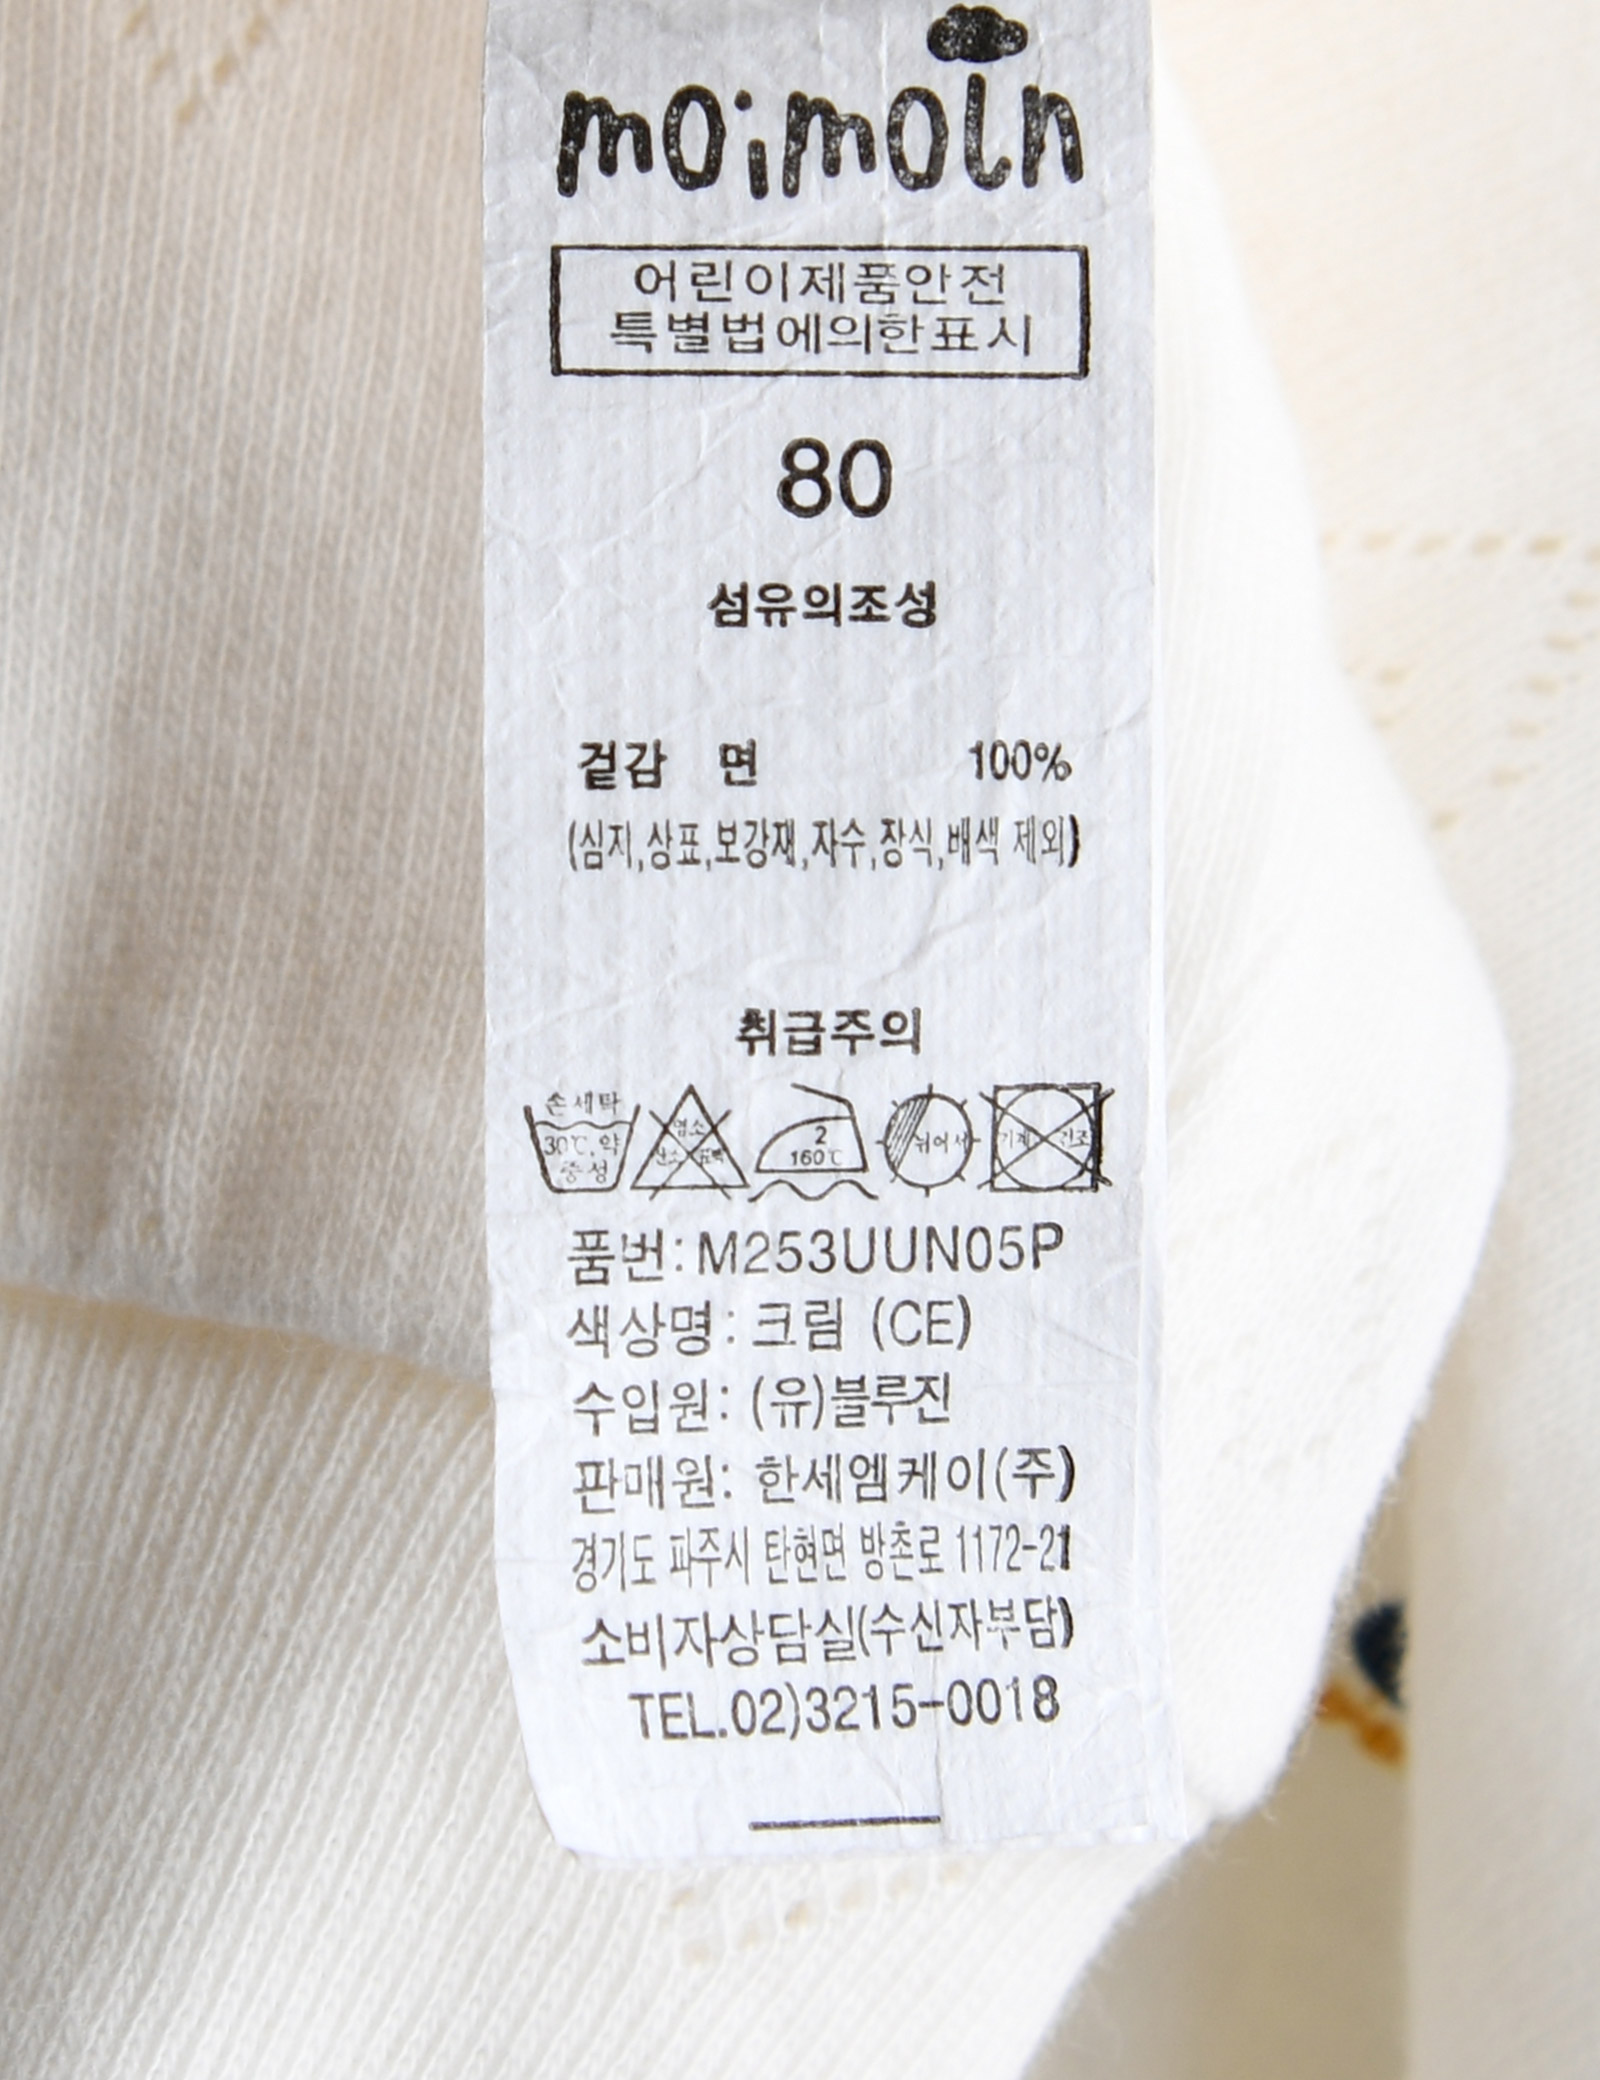 moimoln
어린이제품안전
특별법에의한표시
80
섬유의조성
겉감 면 100%
(심지,상표,보강재,자수,장식,배색 제외)
취급주의
손세탁
30℃,약
중성
염소
산소 표백
2
160℃
뉘어서
기계 건조
품번: M253UUN05P
색상명: 크림 (CE)
수입원: (유)블루진
판매원: 한세엠케이(주)
경기도 파주시 탄현면 방촌로 1172-21
소비자상담실(수신자부담)
TEL.02)3215-0018